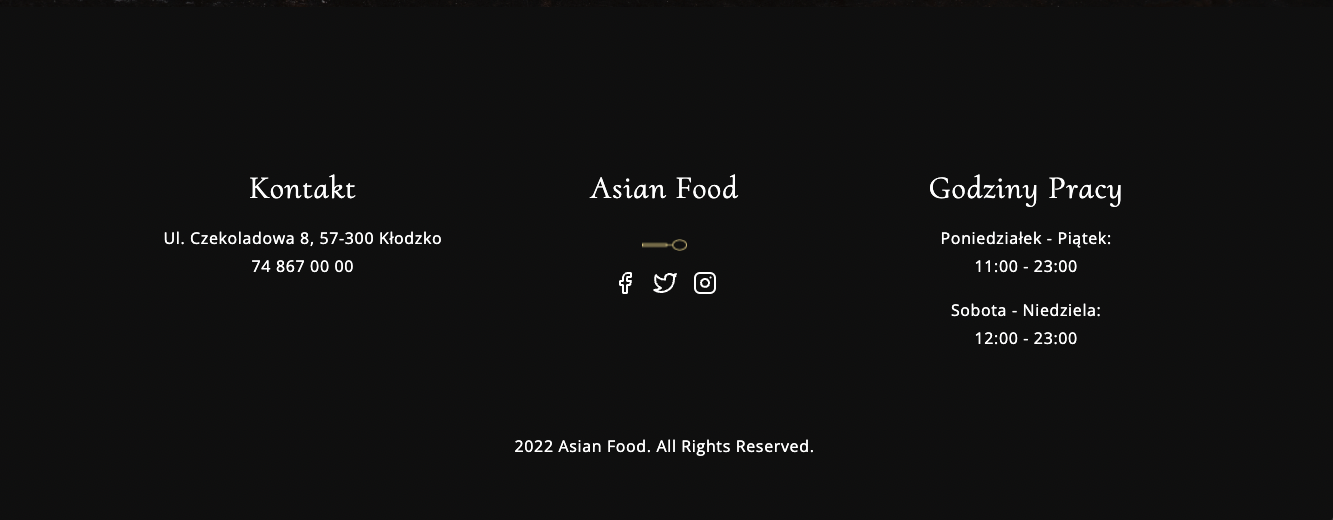 Kontakt
Ul. Czekoladowa 8, 57-300 Kłodzko
74 867 00 00
Asian Food
Godziny Pracy
Poniedziałek - Piątek:
11:00 - 23:00
Sobota - Niedziela:
12:00 - 23:00
2022 Asian Food. All Rights Reserved.